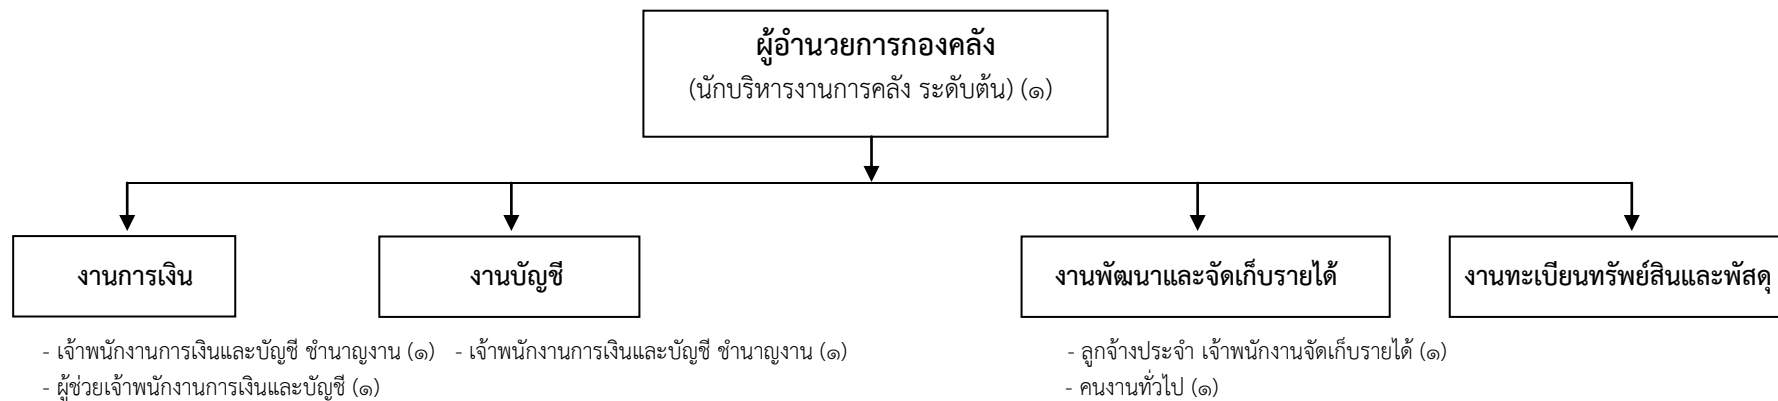 ผู้อำนวยการกองคลัง
(นักบริหารงานการคลัง ระดับต้น) (๑)
งานการเงิน
งานบัญชี
งานพัฒนาและจัดเก็บรายได้
งานทะเบียนทรัพย์สินและพัสดุ
- เจ้าพนักงานการเงินและบัญชี ชำนาญงาน (๑)
- ผู้ช่วยเจ้าพนักงานการเงินและบัญชี (๑)
- เจ้าพนักงานการเงินและบัญชี ชำนาญงาน (๑)
- ลูกจ้างประจำ เจ้าพนักงานจัดเก็บรายได้ (๑)
- คนงานทั่วไป (๑)